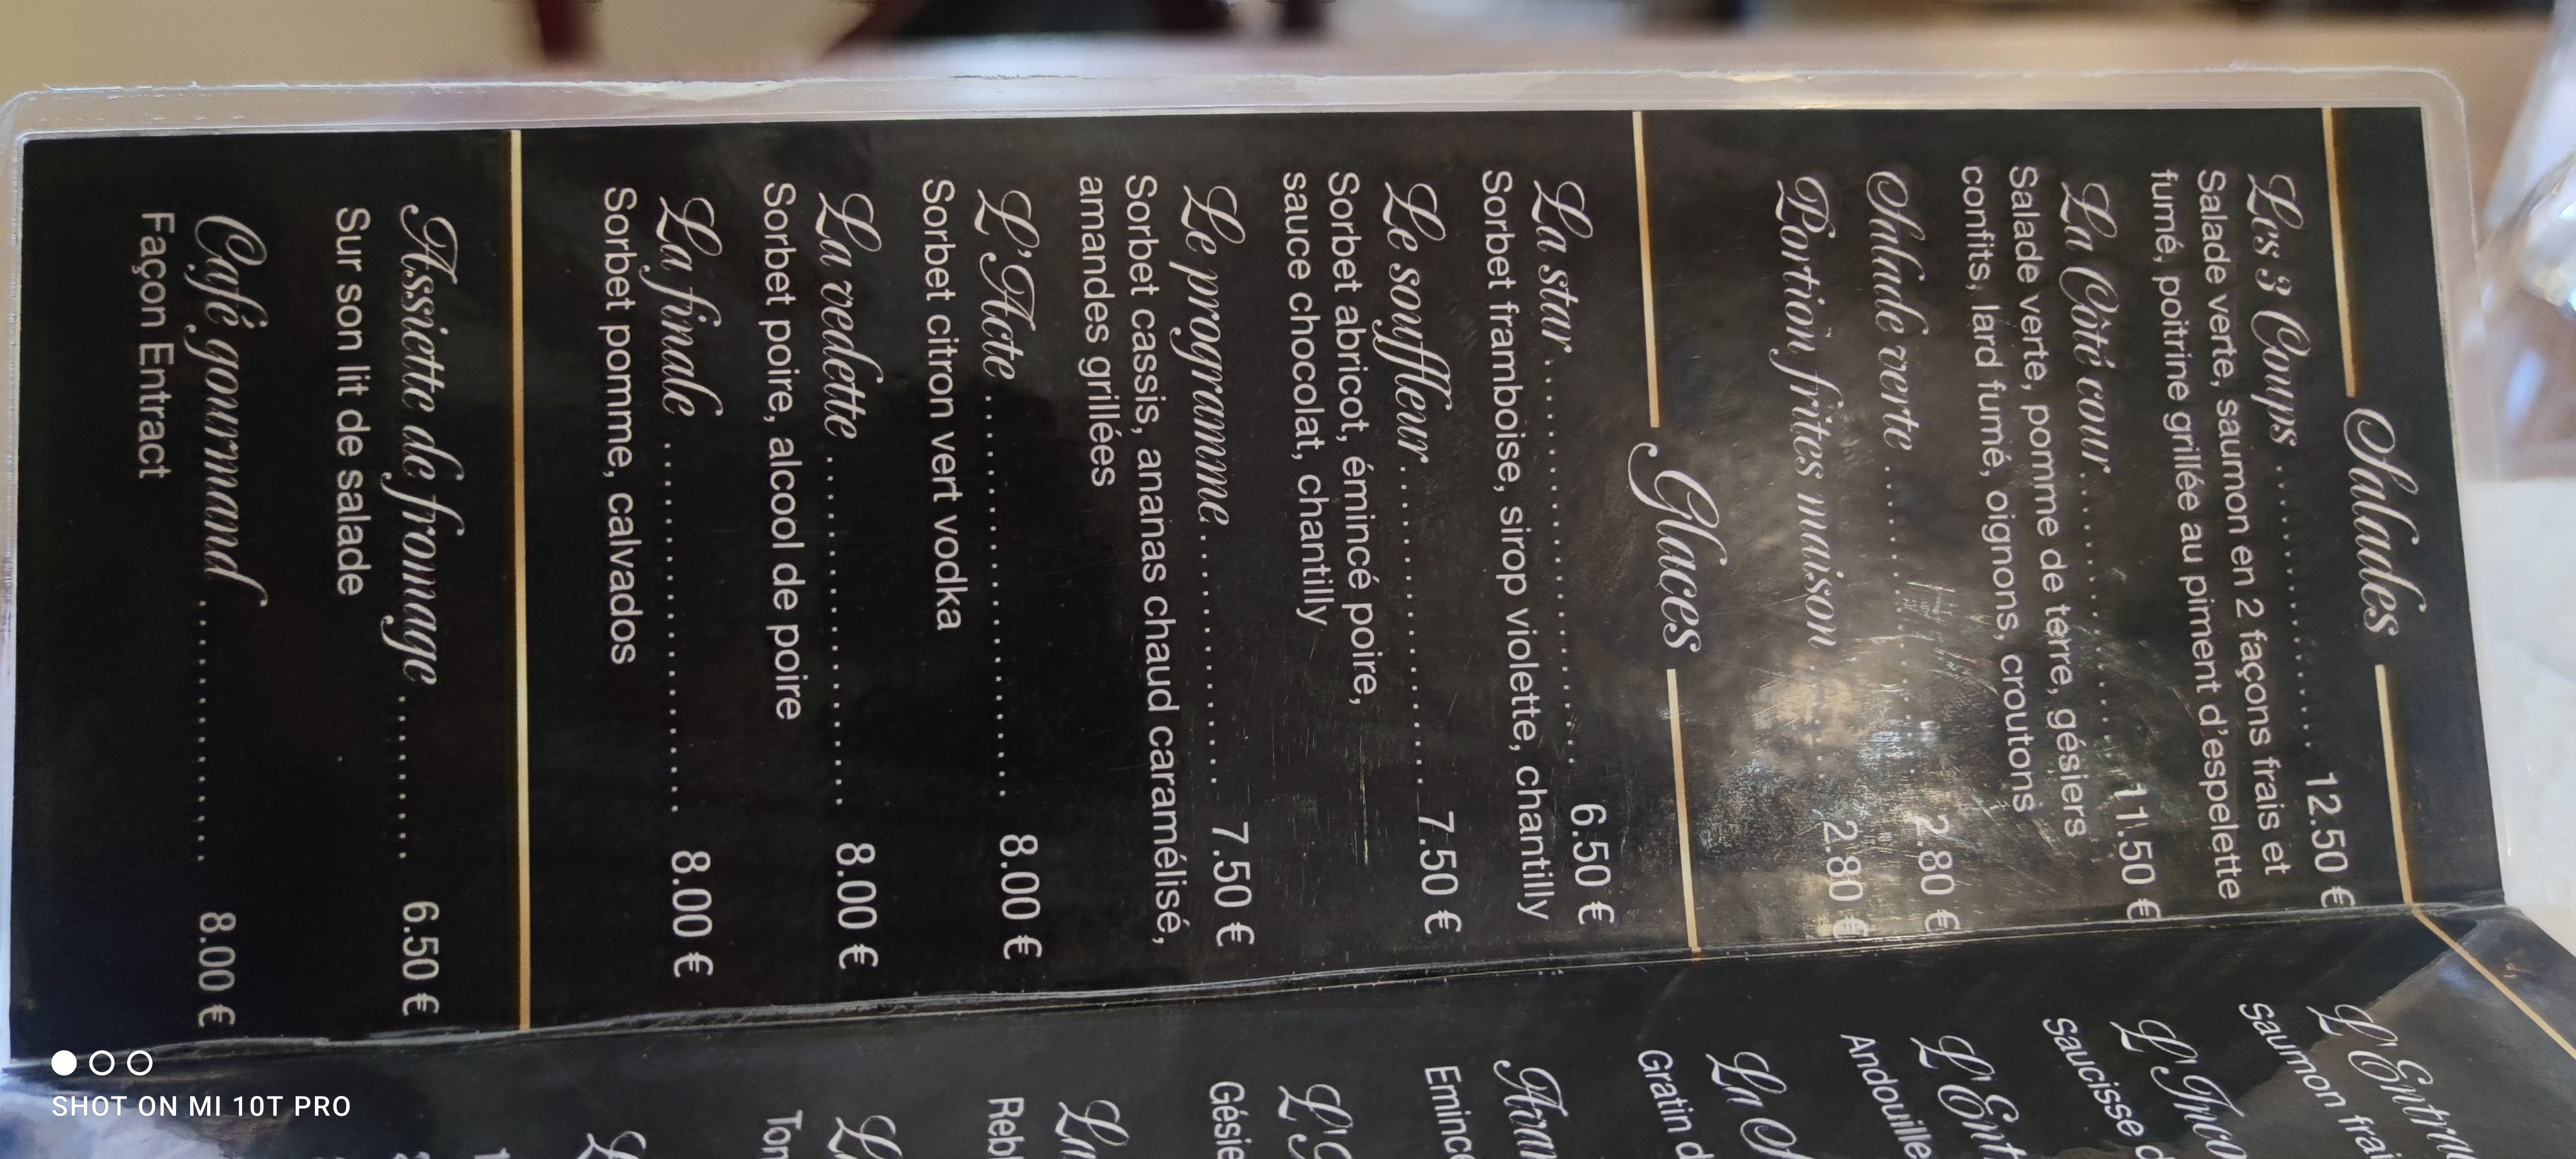 Salades
Les 3 Coups .................... 12.50 €
Salade verte, saumon en 2 façons frais et
fumé, poitrine grillée au piment d'espelette
La Côté cour .................... 11.50 €
Salade verte, pomme de terre, gésiers
confits, lard fumé, oignons, croutons
Salade verte .................... 2.80 €
Portion frites maison ........ 2.80 €
Glaces
La star .................... 6.50 €
Sorbet framboise, sirop violette, chantilly
Le souffleur .................... 7.50 €
Sorbet abricot, émincé poire,
sauce chocolat, chantilly
Le programme .................... 7.50 €
Sorbet cassis, ananas chaud caramélisé,
amandes grillées
L'Acte .................... 8.00 €
Sorbet citron vert vodka
La vedette .................... 8.00 €
Sorbet poire, alcool de poire
La finale .................... 8.00 €
Sorbet pomme, calvados
Assiette de fromage .......... 6.50 €
Sur son lit de salade
Café gourmand .................... 8.00 €
Façon Entract
saumon
Saucisse
Andouille
Gratin
SHOT ON MI 10T PRO